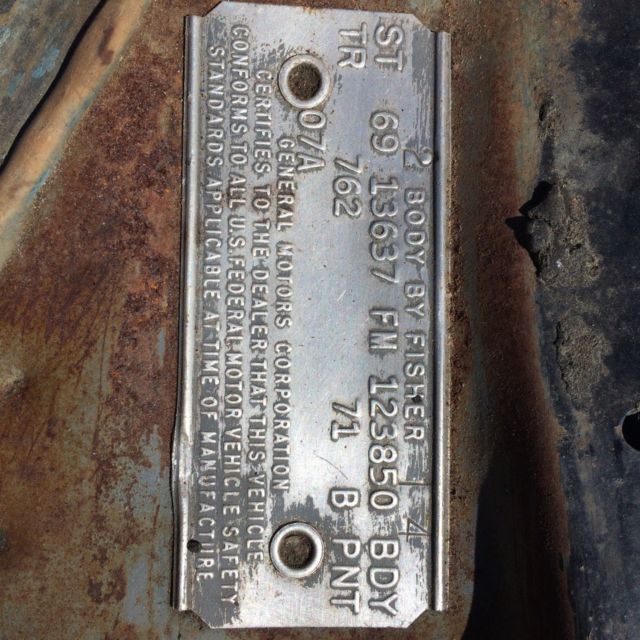 2 BODY BY FISHER 14
ST 69 13637 FM 123850 BDY
TR 762 71 B PNT
07A
GENERAL MOTORS CORPORATION
CERTIFIES TO THE DEALER THAT THIS VEHICLE
CONFORMS TO ALL U.S FEDERAL MOTOR VEHICLE SAFETY
STANDARDS APPLICABLE AT TIME OF MANUFACTURE